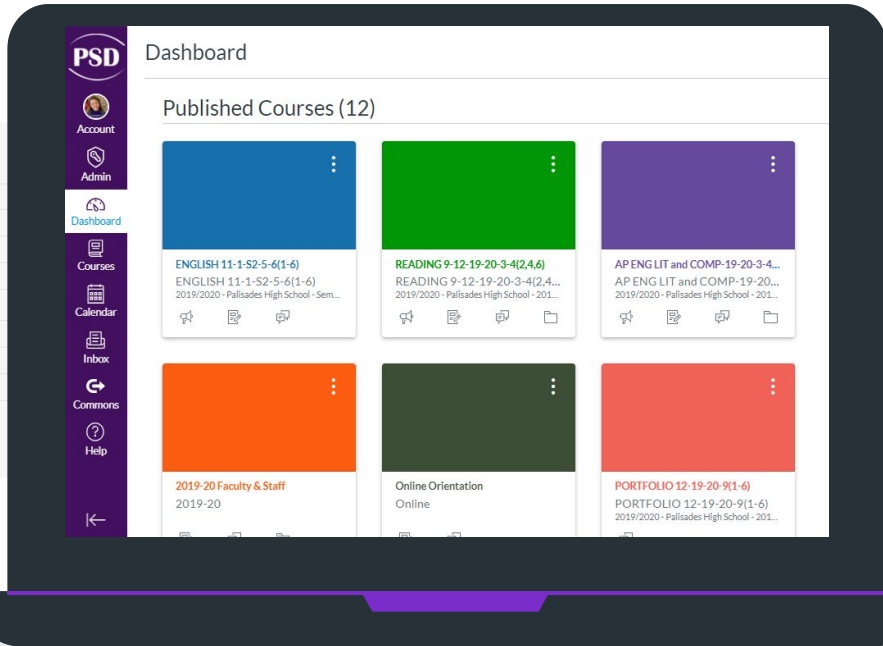 PSD
Account
Admin
Dashboard
Courses
Calendar
Inbox
Commons
Help
Dashboard
Published Courses (12)
ENGLISH 11-1-S2-5-6(1-6)
ENGLISH 11-1-S2-5-6(1-6)
2019/2020 - Palisades High School - Sem...
READING 9-12-19-20-3-4(2,4,6)
READING 9-12-19-20-3-4(2,4...
2019/2020 - Palisades High School - 201...
AP ENG LIT and COMP-19-20-3-4...
AP ENG LIT and COMP-19-20...
2019/2020 - Palisades High School - 201...
2019-20 Faculty & Staff
2019-20
Online Orientation
Online
PORTFOLIO 12-19-20-9(1-6)
PORTFOLIO 12-19-20-9(1-6)
2019/2020 - Palisades High School - 201...